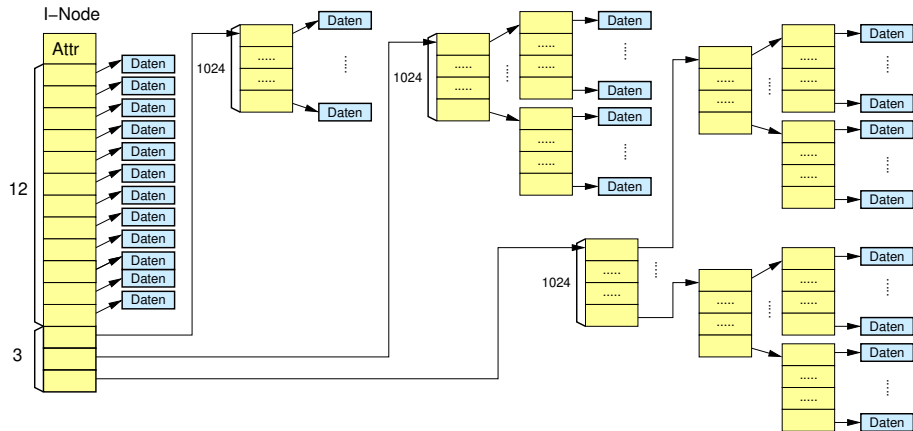 I–Node
Attr
12
3
Daten
Daten
Daten
Daten
Daten
Daten
Daten
Daten
Daten
Daten
Daten
Daten
1024
.....
.....
Daten
....
Daten
1024
.....
.....
....
.....
.....
Daten
....
Daten
.....
.....
Daten
....
Daten
1024
.....
.....
....
.....
.....
....
.....
.....
Daten
....
Daten
.....
.....
Daten
....
Daten
.....
.....
....
.....
.....
Daten
....
Daten
.....
.....
Daten
....
Daten